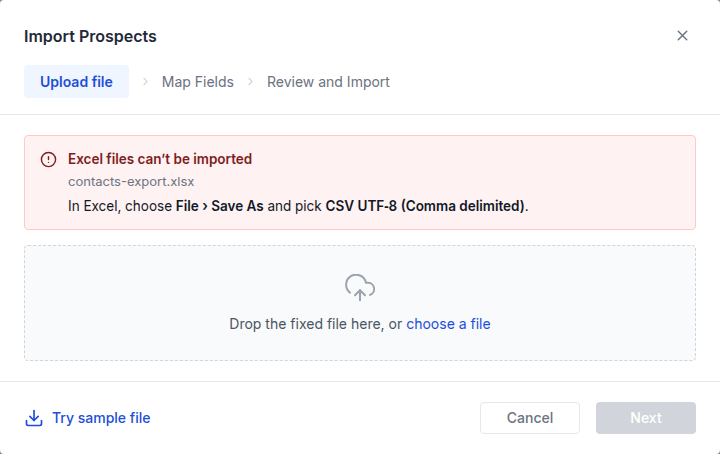 Import Prospects
Upload file
Map Fields
Review and Import
Excel files can’t be imported
contacts-export.xlsx
In Excel, choose File › Save As and pick CSV UTF-8 (Comma delimited).
Drop the fixed file here, or choose a file
Try sample file
Cancel
Next